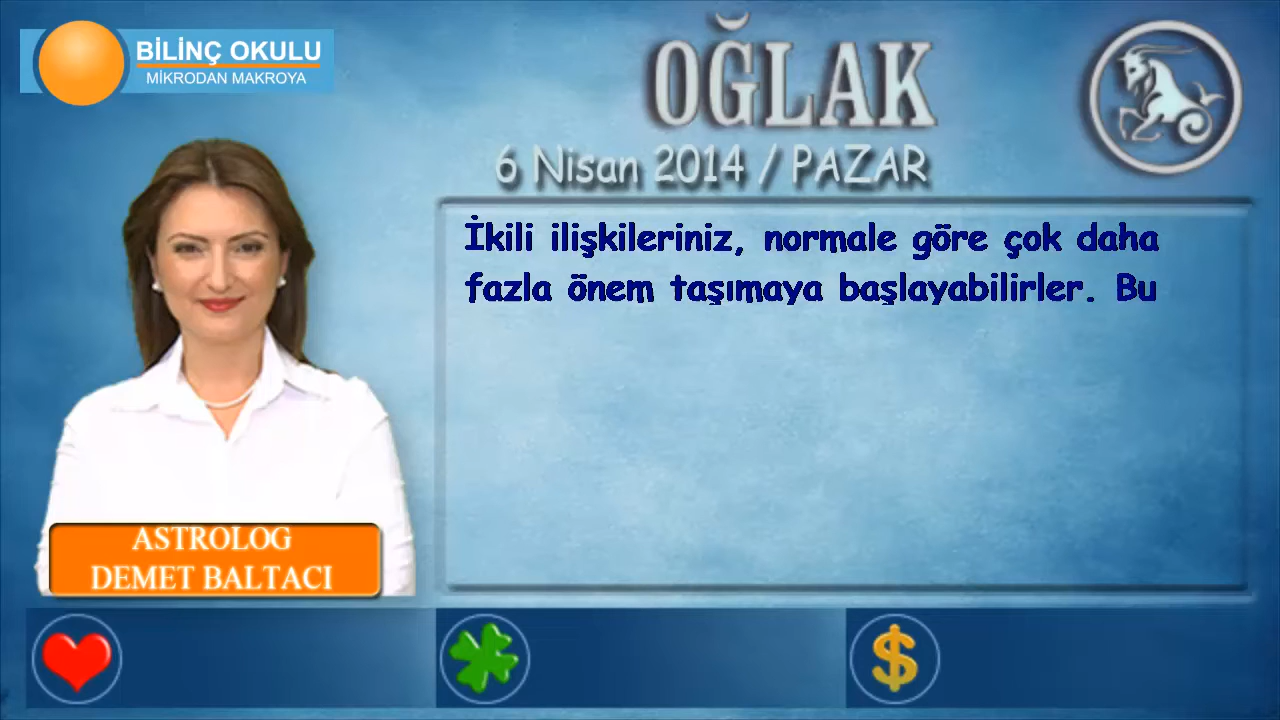 BİLİNÇ OKULU
MİKRODAN MAKROYA
OĞLAK
6 Nisan 2014 / PAZAR
İkili ilişkileriniz, normale göre çok daha
fazla önem taşımaya başlayabilirler. Bu
ASTROLOG
DEMET BALTACI